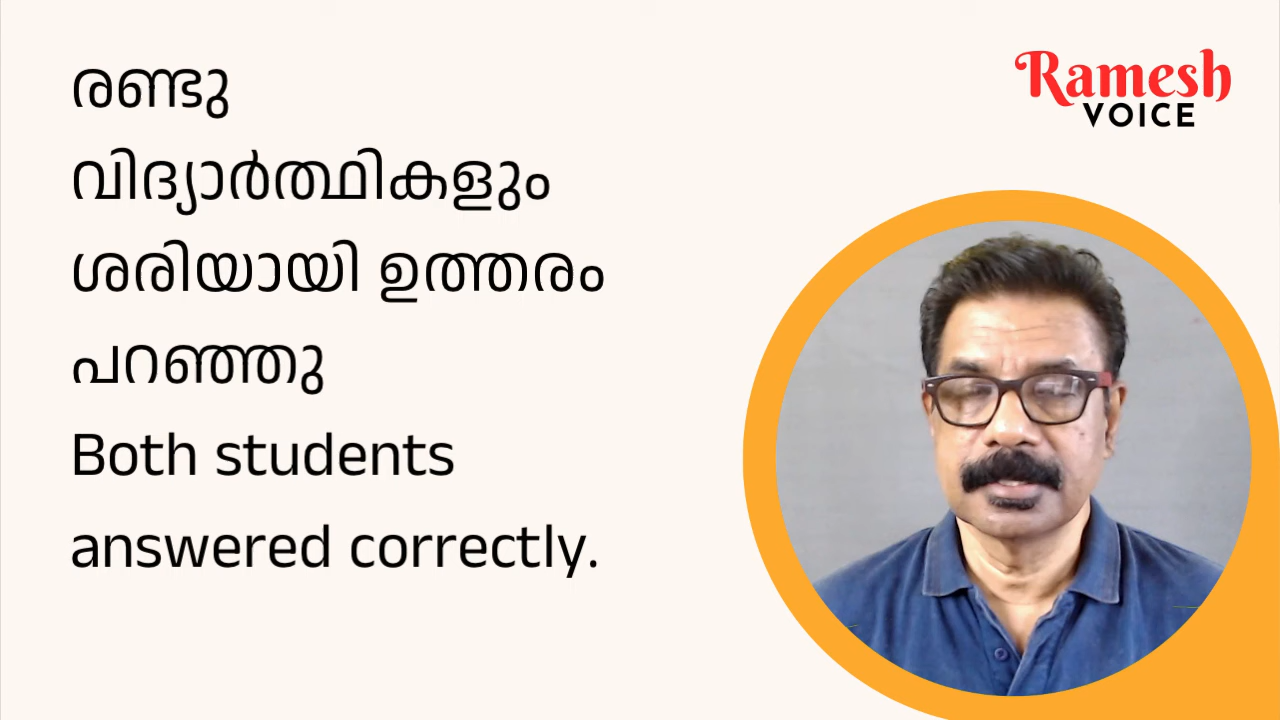 രണ്ടു
വിദ്യാർത്ഥികളും
ശരിയായി ഉത്തരം
പറഞ്ഞു
Both students
answered correctly.
Ramesh
VOICE